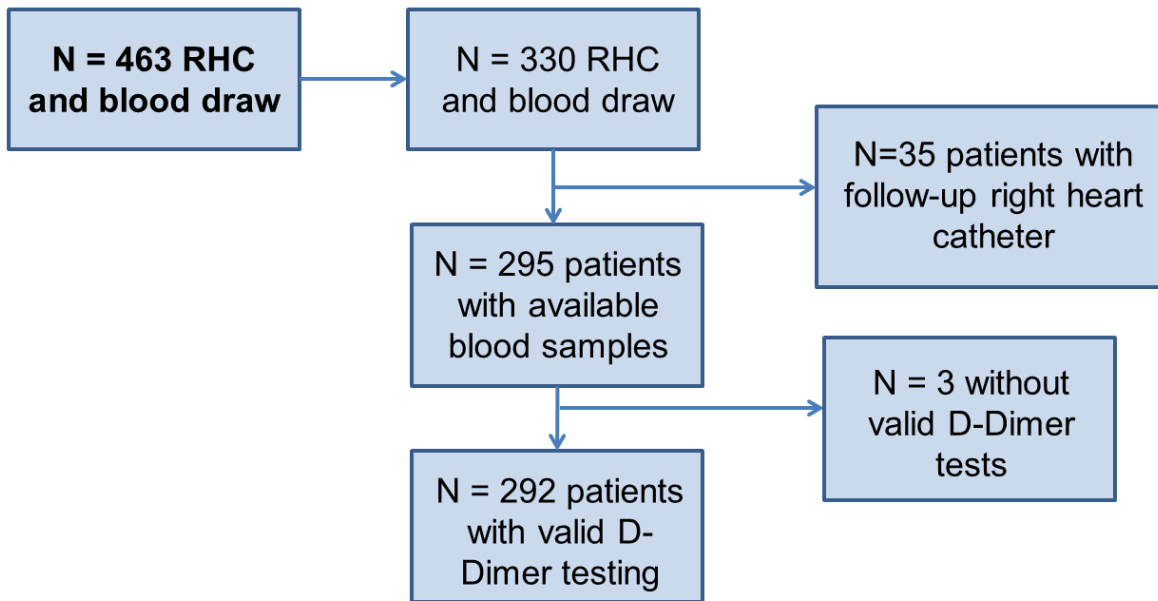 N = 463 RHC
and blood draw
N = 330 RHC
and blood draw
N=35 patients with
follow-up right heart
catheter
N = 295 patients
with available
blood samples
N = 3 without
valid D-Dimer
tests
N = 292 patients
with valid D-
Dimer testing